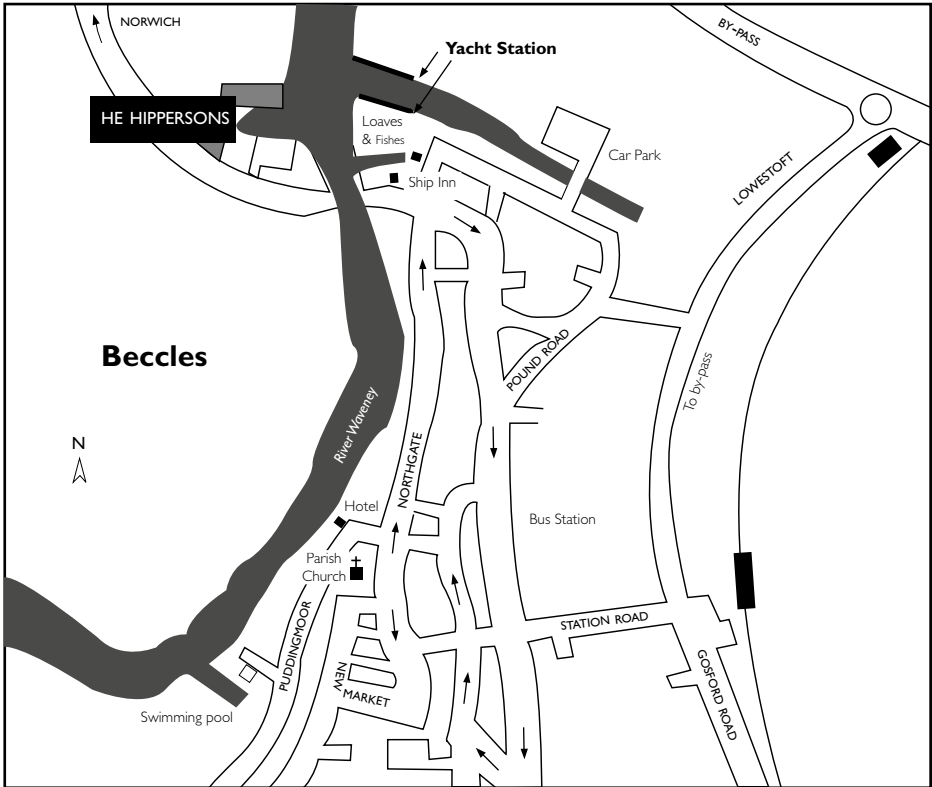 NORWICH
BY-PASS
Yacht Station
HE HIPPERSONS
Loaves
& Fishes
Car Park
Ship Inn
LOWESTOFT
Beccles
POUND ROAD
To by-pass
River Waveney
N
NORTHGATE
Hotel
Bus Station
Parish
Church
STATION ROAD
PUDDINGMOOR
NEW
MARKET
GOSFORD ROAD
Swimming pool